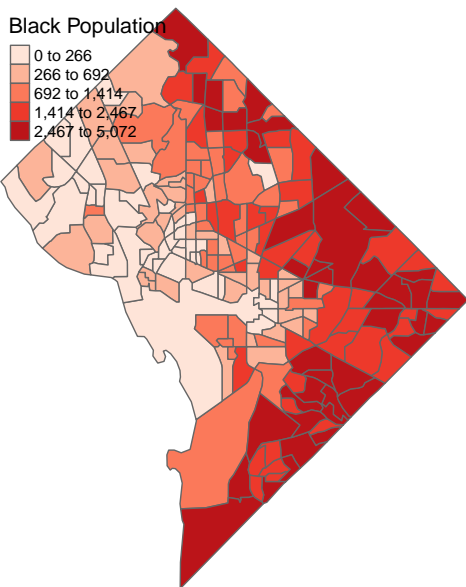 Black Population
0 to 266
266 to 692
692 to 1,414
1,414 to 2,467
2,467 to 5,072